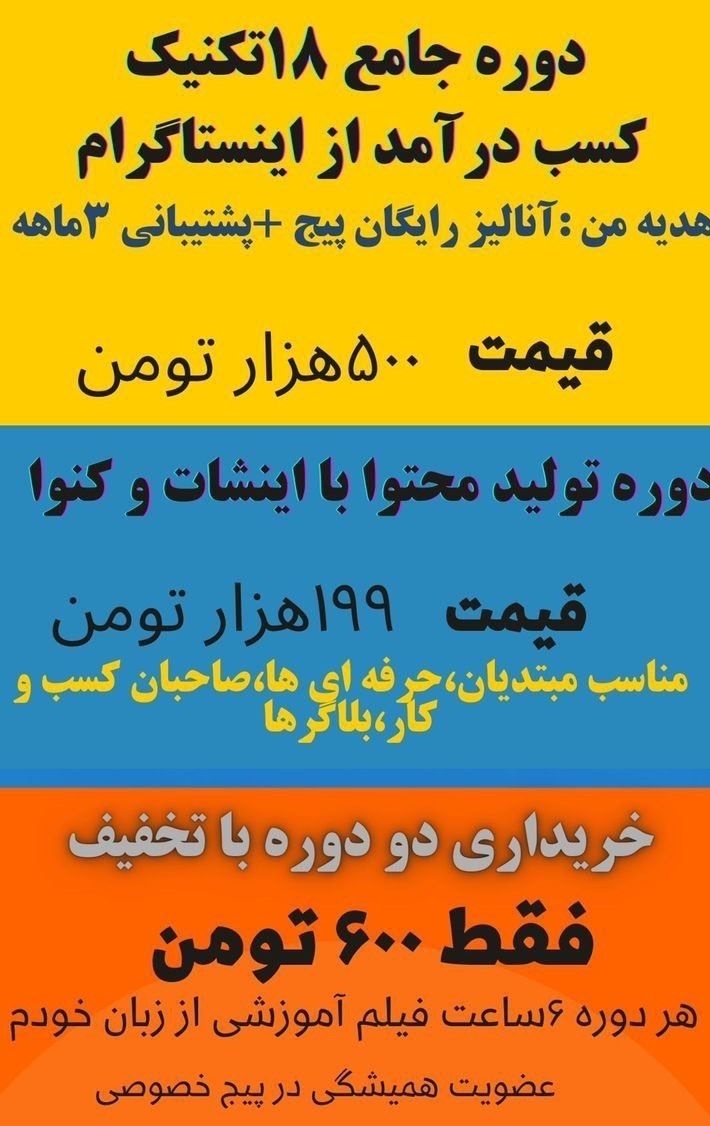 دوره جامع ۱۸تکنیک
کسب درآمد از اینستاگرام
هدیه من :آنالیز رایگان پیج +پشتیبانی ۳ماهه
قیمت ۵۰۰هزار تومن
دوره تولید محتوا با اینشات و کنوا
قیمت ۱۹۹هزار تومن
مناسب مبتدیان،حرفه ای ها،صاحبان کسب و
کار،بلاگرها
خریداری دو دوره با تخفیف
فقط ۶۰۰ تومن
هر دوره ۶ساعت فیلم آموزشی از زبان خودم
عضویت همیشگی در پیج خصوصی